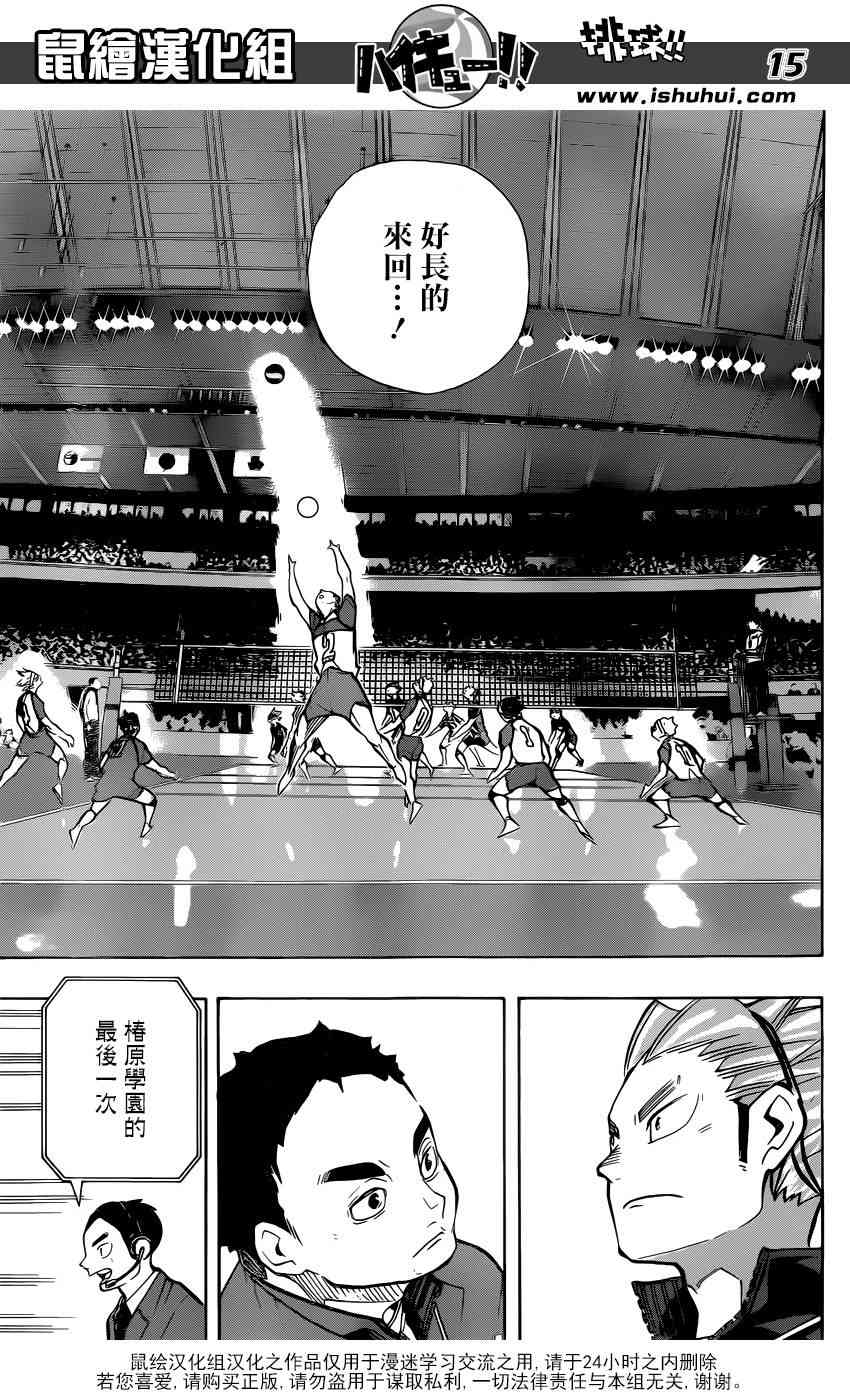 鼠繪漢化組
ハイキュー!!
排球!!
15
www.ishuhui.com
好長的
來回…!
2
1
椿原學園的
最後一次
鼠绘汉化组汉化之作品仅用于漫迷学习交流之用,请于24小时之内删除
若您喜爱,请购买正版,请勿盗用于谋取私利,一切法律责任与本组无关,谢谢。